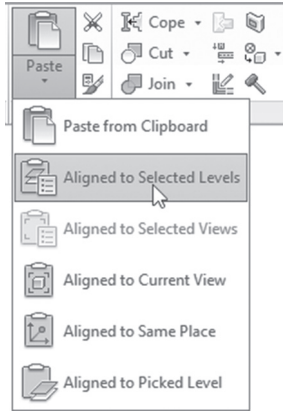 Paste
Cope
Cut
Join
Paste from Clipboard
Aligned to Selected Levels
Aligned to Selected Views
Aligned to Current View
Aligned to Same Place
Aligned to Picked Level